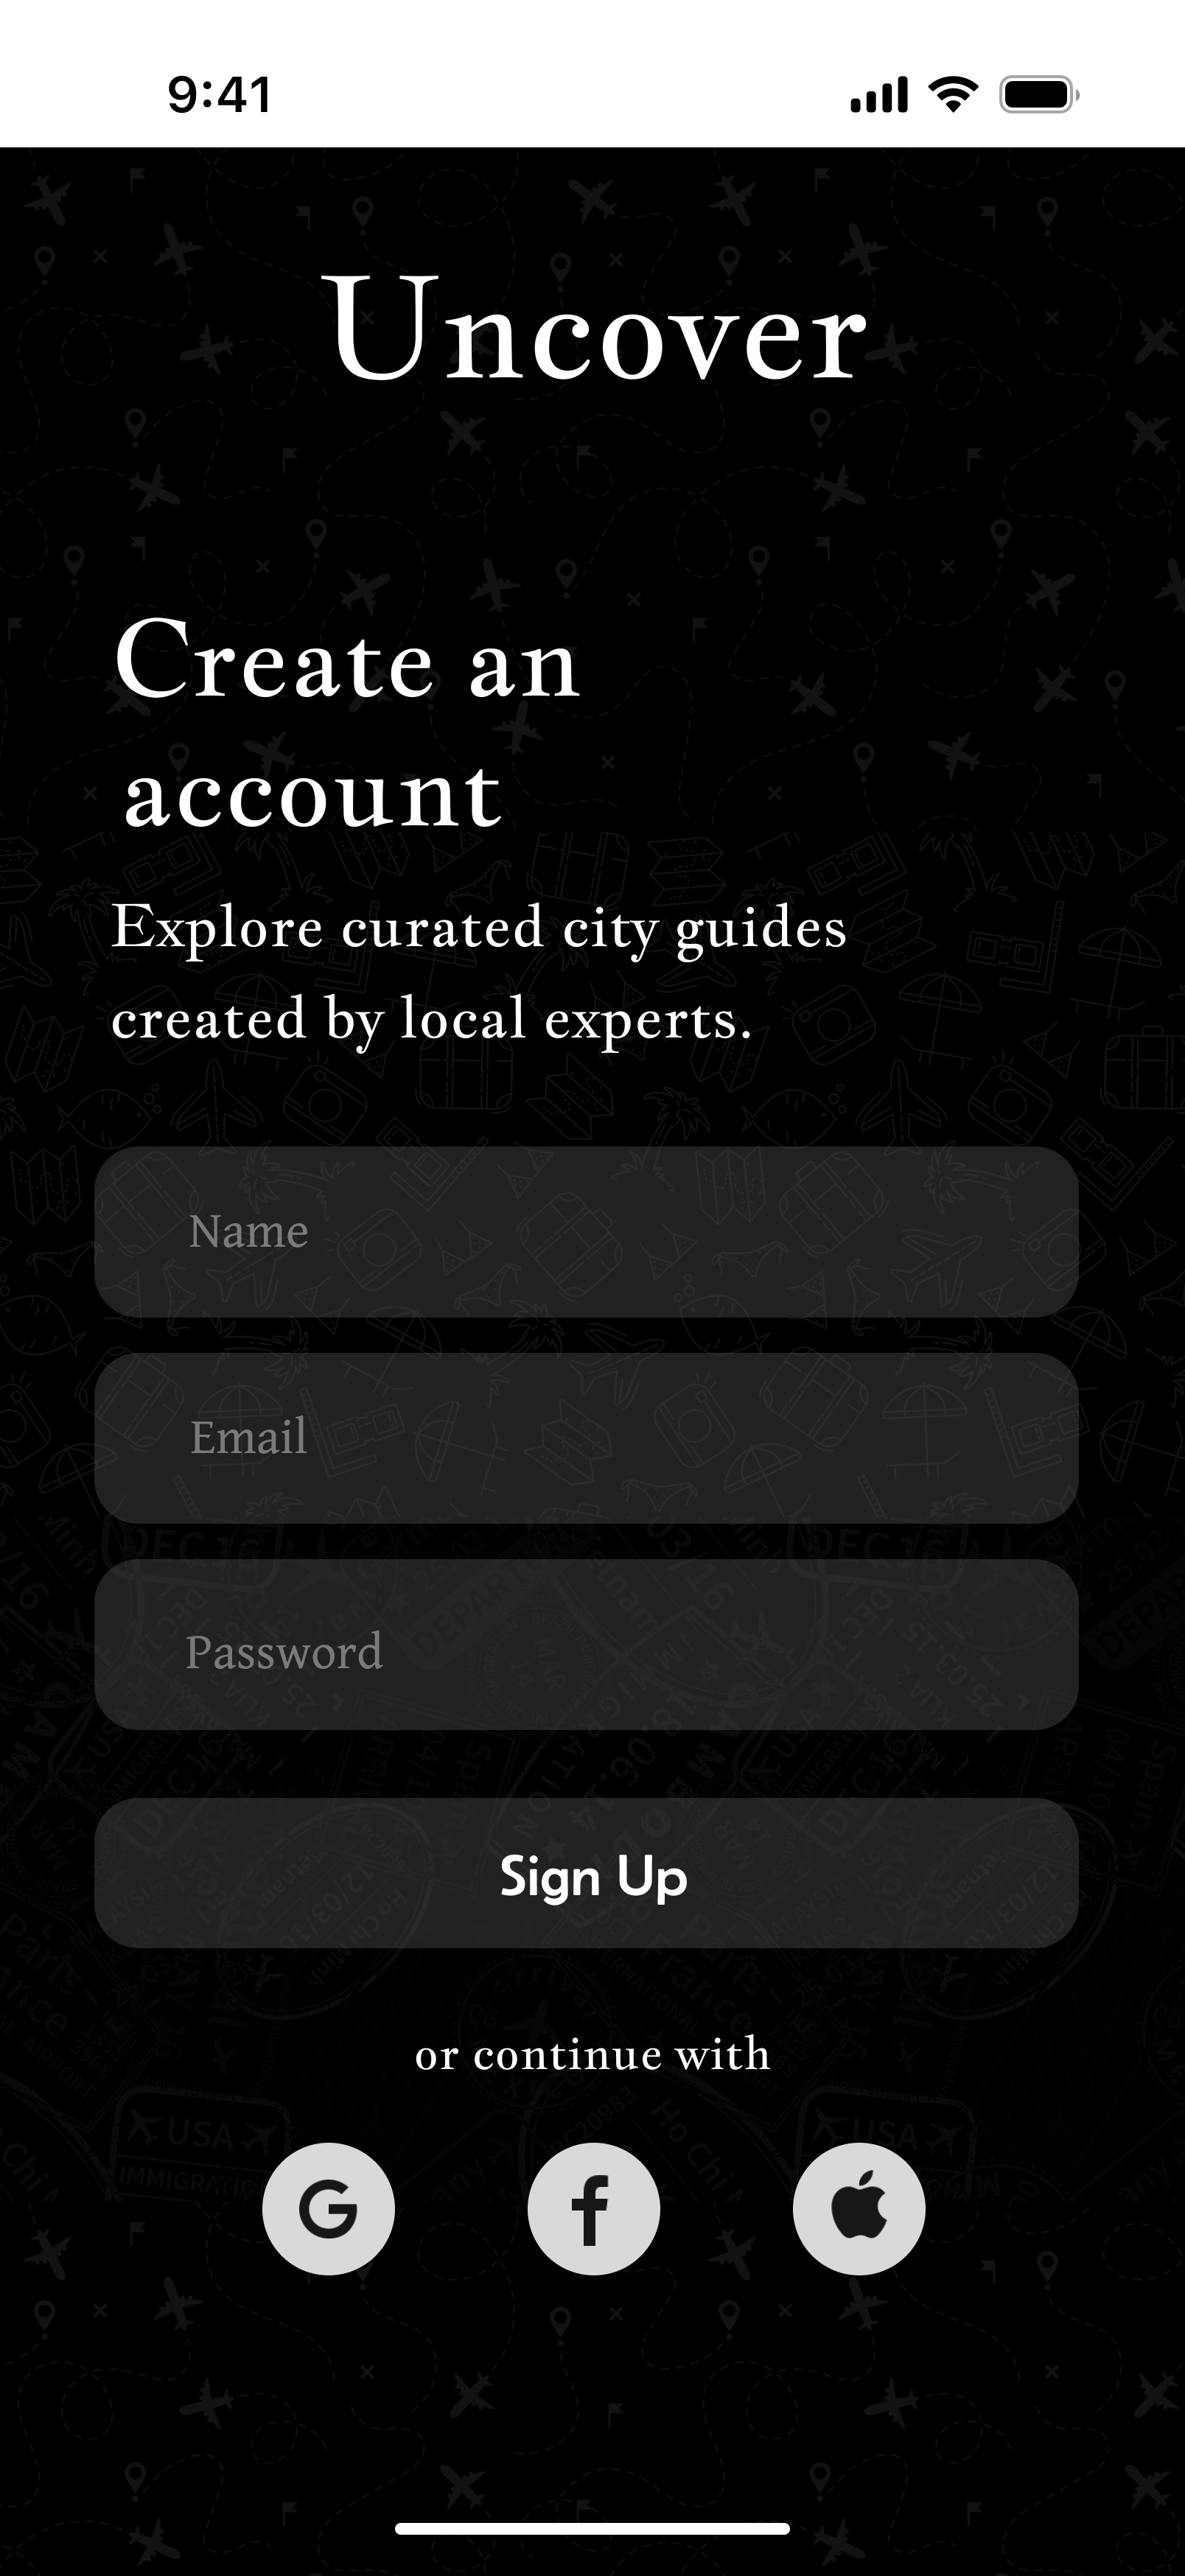 9:41
Uncover
Create an
account
Explore curated city guides
created by local experts.
Name
Email
Password
Sign Up
or continue with